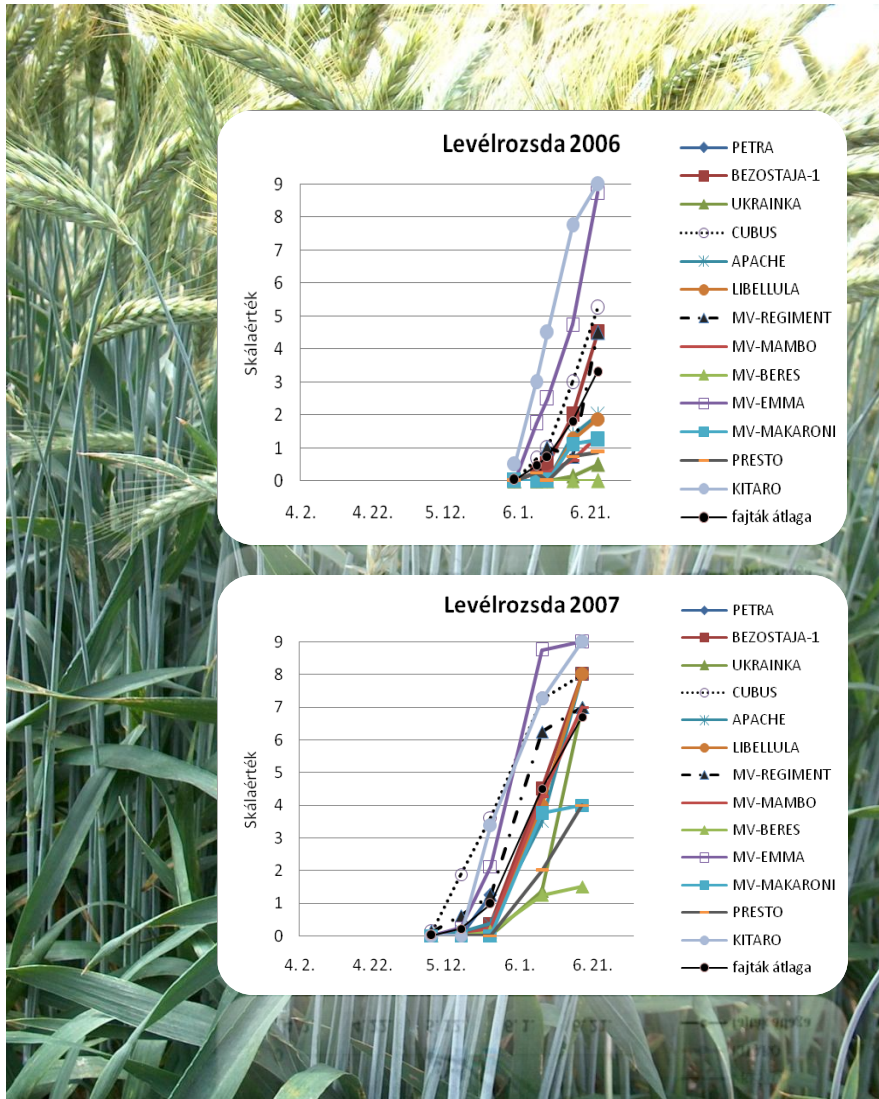 Levélrozsda 2006
Skálaérték
9
8
7
6
5
4
3
2
1
0
4. 2.
4. 22.
5. 12.
6. 1.
6. 21.
PETRA
BEZOSTAJA-1
UKRAINKA
CUBUS
APACHE
LIBELLULA
MV-REGIMENT
MV-MAMBO
MV-BERES
MV-EMMA
MV-MAKARONI
PRESTO
KITARO
fajták átlaga
Levélrozsda 2007
Skálaérték
9
8
7
6
5
4
3
2
1
0
4. 2.
4. 22.
5. 12.
6. 1.
6. 21.
PETRA
BEZOSTAJA-1
UKRAINKA
CUBUS
APACHE
LIBELLULA
MV-REGIMENT
MV-MAMBO
MV-BERES
MV-EMMA
MV-MAKARONI
PRESTO
KITARO
fajták átlaga